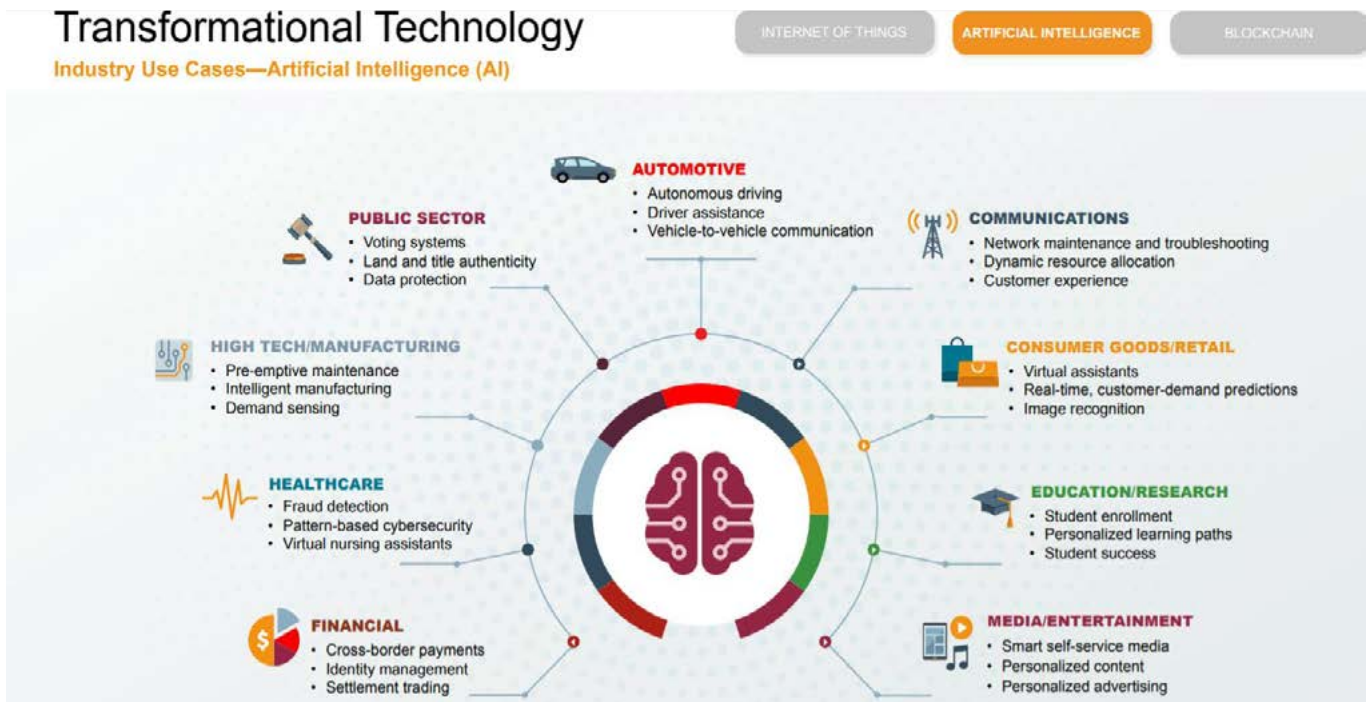 Transformational Technology
Industry Use Cases—Artificial Intelligence (AI)
INTERNET OF THINGS
ARTIFICIAL INTELLIGENCE
BLOCKCHAIN
AUTOMOTIVE
• Autonomous driving
• Driver assistance
• Vehicle-to-vehicle communication
PUBLIC SECTOR
• Voting systems
• Land and title authenticity
• Data protection
COMMUNICATIONS
• Network maintenance and troubleshooting
• Dynamic resource allocation
• Customer experience
HIGH TECH/MANUFACTURING
• Pre-emptive maintenance
• Intelligent manufacturing
• Demand sensing
CONSUMER GOODS/RETAIL
• Virtual assistants
• Real-time, customer-demand predictions
• Image recognition
HEALTHCARE
• Fraud detection
• Pattern-based cybersecurity
• Virtual nursing assistants
EDUCATION/RESEARCH
• Student enrollment
• Personalized learning paths
• Student success
FINANCIAL
• Cross-border payments
• Identity management
• Settlement trading
$
MEDIA/ENTERTAINMENT
• Smart self-service media
• Personalized content
• Personalized advertising